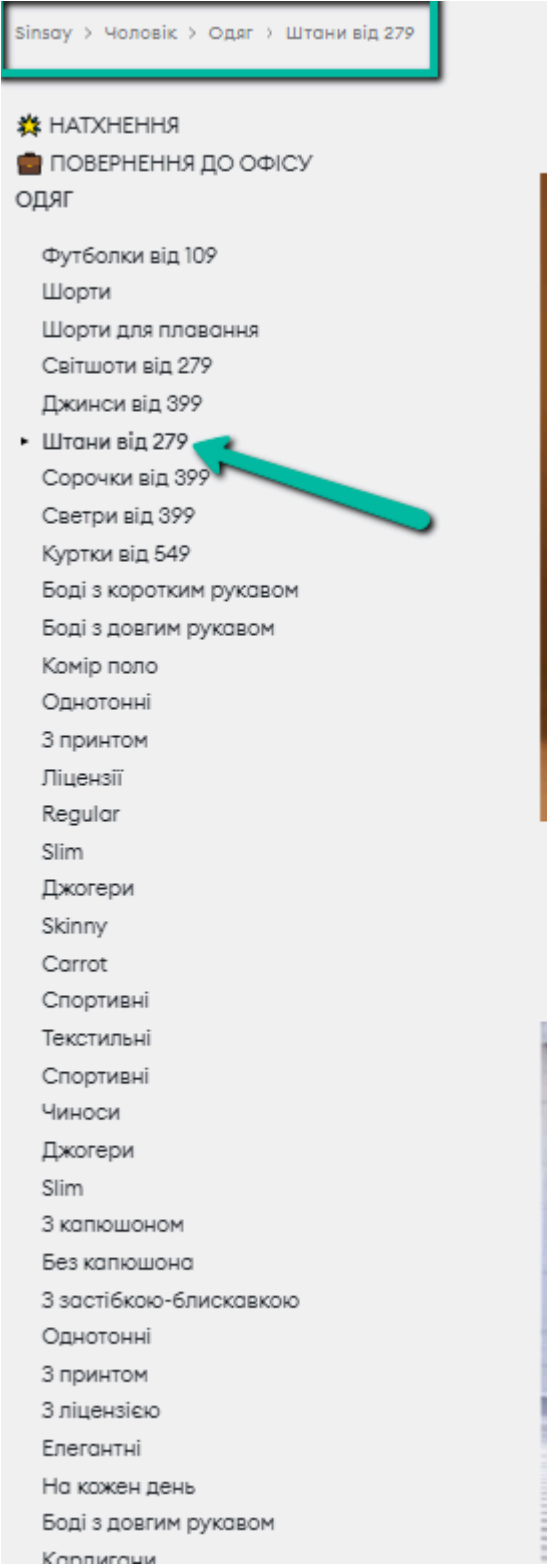 Sinsay > Чоловік > Одяг > Штани від 279
НАТХНЕННЯ
ПОВЕРНЕННЯ ДО ОФІСУ
ОДЯГ
Футболки від 109
Шорти
Шорти для плавання
Світшоти від 279
Джинси від 399
Штани від 279
Сорочки від 399
Светри від 399
Куртки від 549
Боді з коротким рукавом
Боді з довгим рукавом
Комір поло
Однотонні
З принтом
Ліцензії
Regular
Slim
Джогери
Skinny
Carrot
Спортивні
Текстильні
Спортивні
Чиноси
Джогери
Slim
З капюшоном
Без капюшона
З застібкою-блискавкою
Однотонні
З принтом
З ліцензією
Елегантні
На кожен день
Боді з довгим рукавом
Кардигани